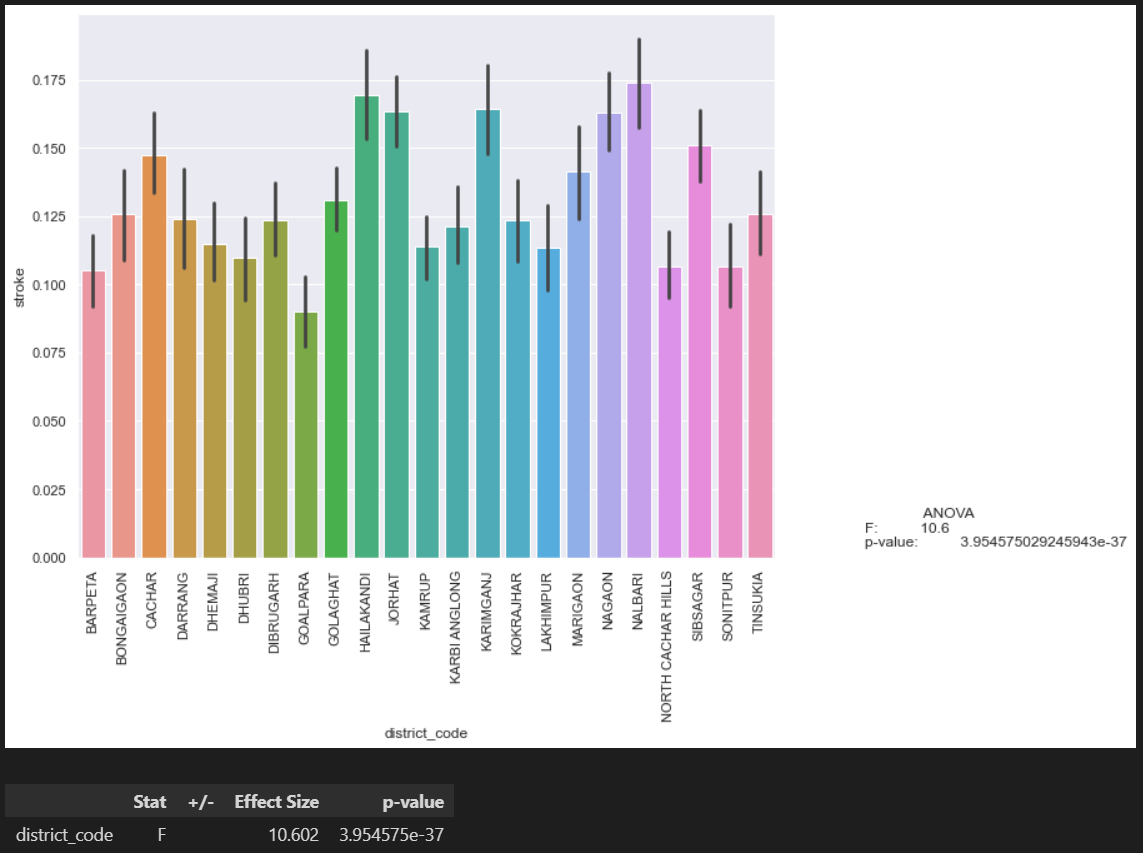 0.175
0.150
0.125
0.100
0.075
0.050
0.025
0.000
stroke
BARPETA
BONGAIGAON
CACHAR
DARRANG
DHEMAJI
DHUBRI
DIBRUGARH
GOALPARA
GOLAGHAT
HAILAKANDI
JORHAT
KAMRUP
KARBI ANGLONG
KARIMGANJ
KOKRAJHAR
LAKHIMPUR
MARIGAON
NAGAON
NALBARI
NORTH CACHAR HILLS
SIBSAGAR
SONITPUR
TINSUKIA
district_code
ANOVA
F: 10.6
p-value: 3.954575029245943e-37
Stat +/- Effect Size p-value
district_code F 10.602 3.954575e-37